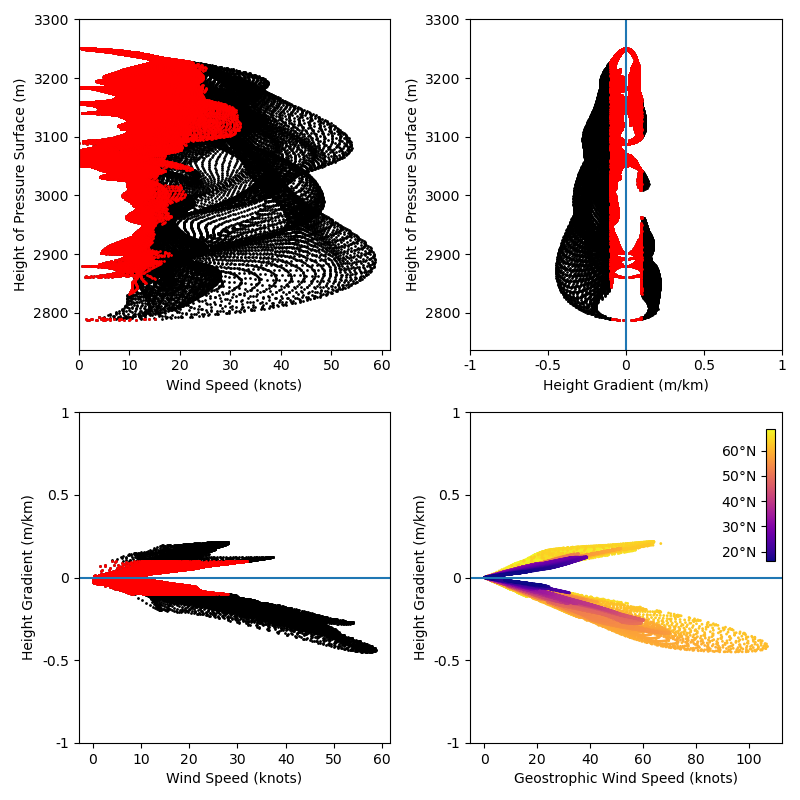 3300
3200
3100
3000
2900
2800
Height of Pressure Surface (m)
0 10 20 30 40 50 60
Wind Speed (knots)
3300
3200
3100
3000
2900
2800
Height of Pressure Surface (m)
-1 -0.5 0 0.5 1
Height Gradient (m/km)
1
0.5
0
-0.5
-1
Height Gradient (m/km)
0 10 20 30 40 50 60
Wind Speed (knots)
1
0.5
0
-0.5
-1
Height Gradient (m/km)
60°N
50°N
40°N
30°N
20°N
0 20 40 60 80 100
Geostrophic Wind Speed (knots)